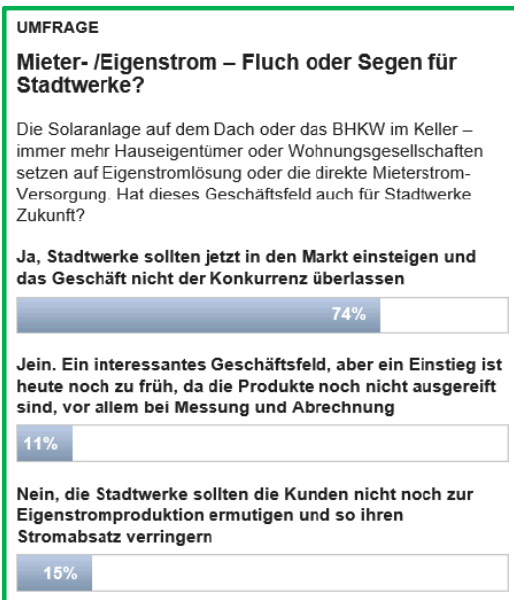 UMFRAGE
Mieter- /Eigenstrom – Fluch oder Segen für
Stadtwerke?
Die Solaranlage auf dem Dach oder das BHKW im Keller –
immer mehr Hauseigentümer oder Wohnungsgesellschaften
setzen auf Eigenstromlösung oder die direkte Mieterstrom-
Versorgung. Hat dieses Geschäftsfeld auch für Stadtwerke
Zukunft?
Ja, Stadtwerke sollten jetzt in den Markt einsteigen und
das Geschäft nicht der Konkurrenz überlassen
74%
Jein. Ein interessantes Geschäftsfeld, aber ein Einstieg ist
heute noch zu früh, da die Produkte noch nicht ausgereift
sind, vor allem bei Messung und Abrechnung
11%
Nein, die Stadtwerke sollten die Kunden nicht noch zur
Eigenstromproduktion ermutigen und so ihren
Stromabsatz verringern
15%